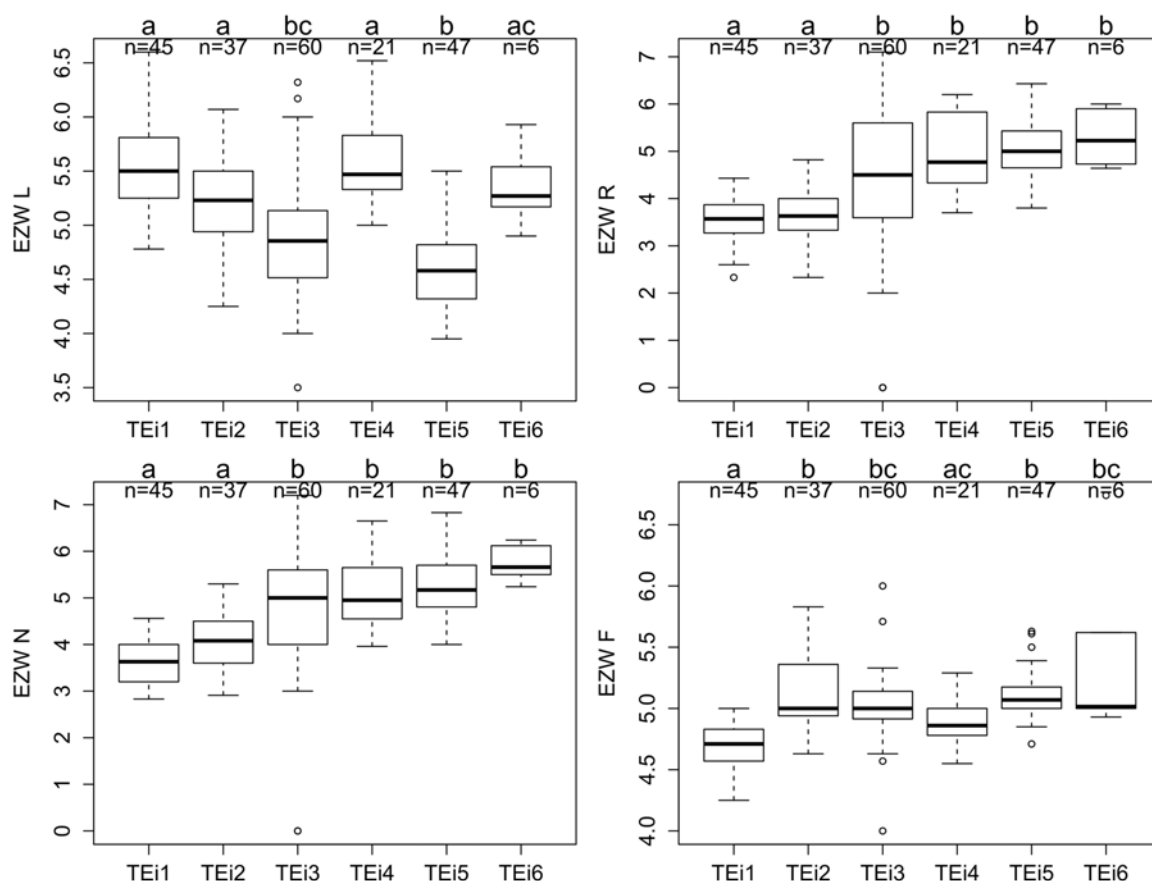 a a bc a b ac
n=45 n=37 n=60 n=21 n=47 n=6
6.5
6.0
5.5
5.0
4.5
4.0
3.5
EZW L
TEi1 TEi2 TEi3 TEi4 TEi5 TEi6
a a b b b b
n=45 n=37 n=60 n=21 n=47 n=6
7
6
5
4
3
2
1
0
EZW R
TEi1 TEi2 TEi3 TEi4 TEi5 TEi6
a a b b b b
n=45 n=37 n=60 n=21 n=47 n=6
7
6
5
4
3
2
1
0
EZW N
TEi1 TEi2 TEi3 TEi4 TEi5 TEi6
a b bc ac b bc
n=45 n=37 n=60 n=21 n=47 n=6
6.5
6.0
5.5
5.0
4.5
4.0
EZW F
TEi1 TEi2 TEi3 TEi4 TEi5 TEi6